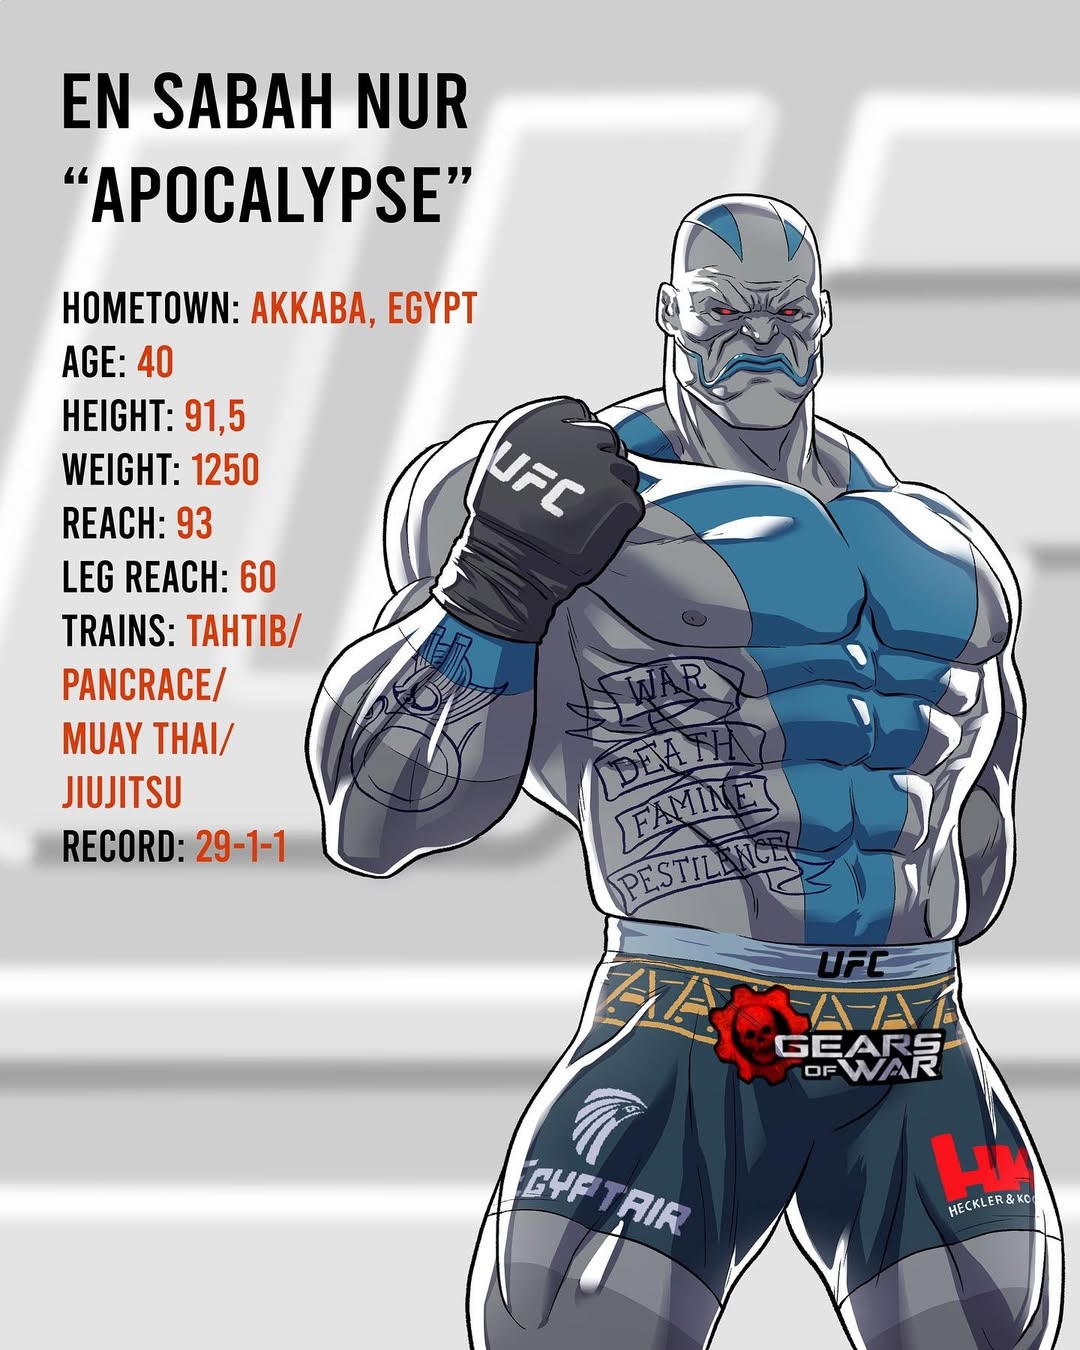 EN SABAH NUR
“APOCALYPSE”
HOMETOWN: AKKABA, EGYPT
AGE: 40
HEIGHT: 91,5
WEIGHT: 1250
REACH: 93
LEG REACH: 60
TRAINS: TAHTIB/
PANCRACE/
MUAY THAI/
JIUJITSU
RECORD: 29-1-1
UFC
WAR
DEATH
FAMINE
PESTILENCE
UFC
GEARS
OF WAR
EGYPTAIR
HK
HECKLER & KOC